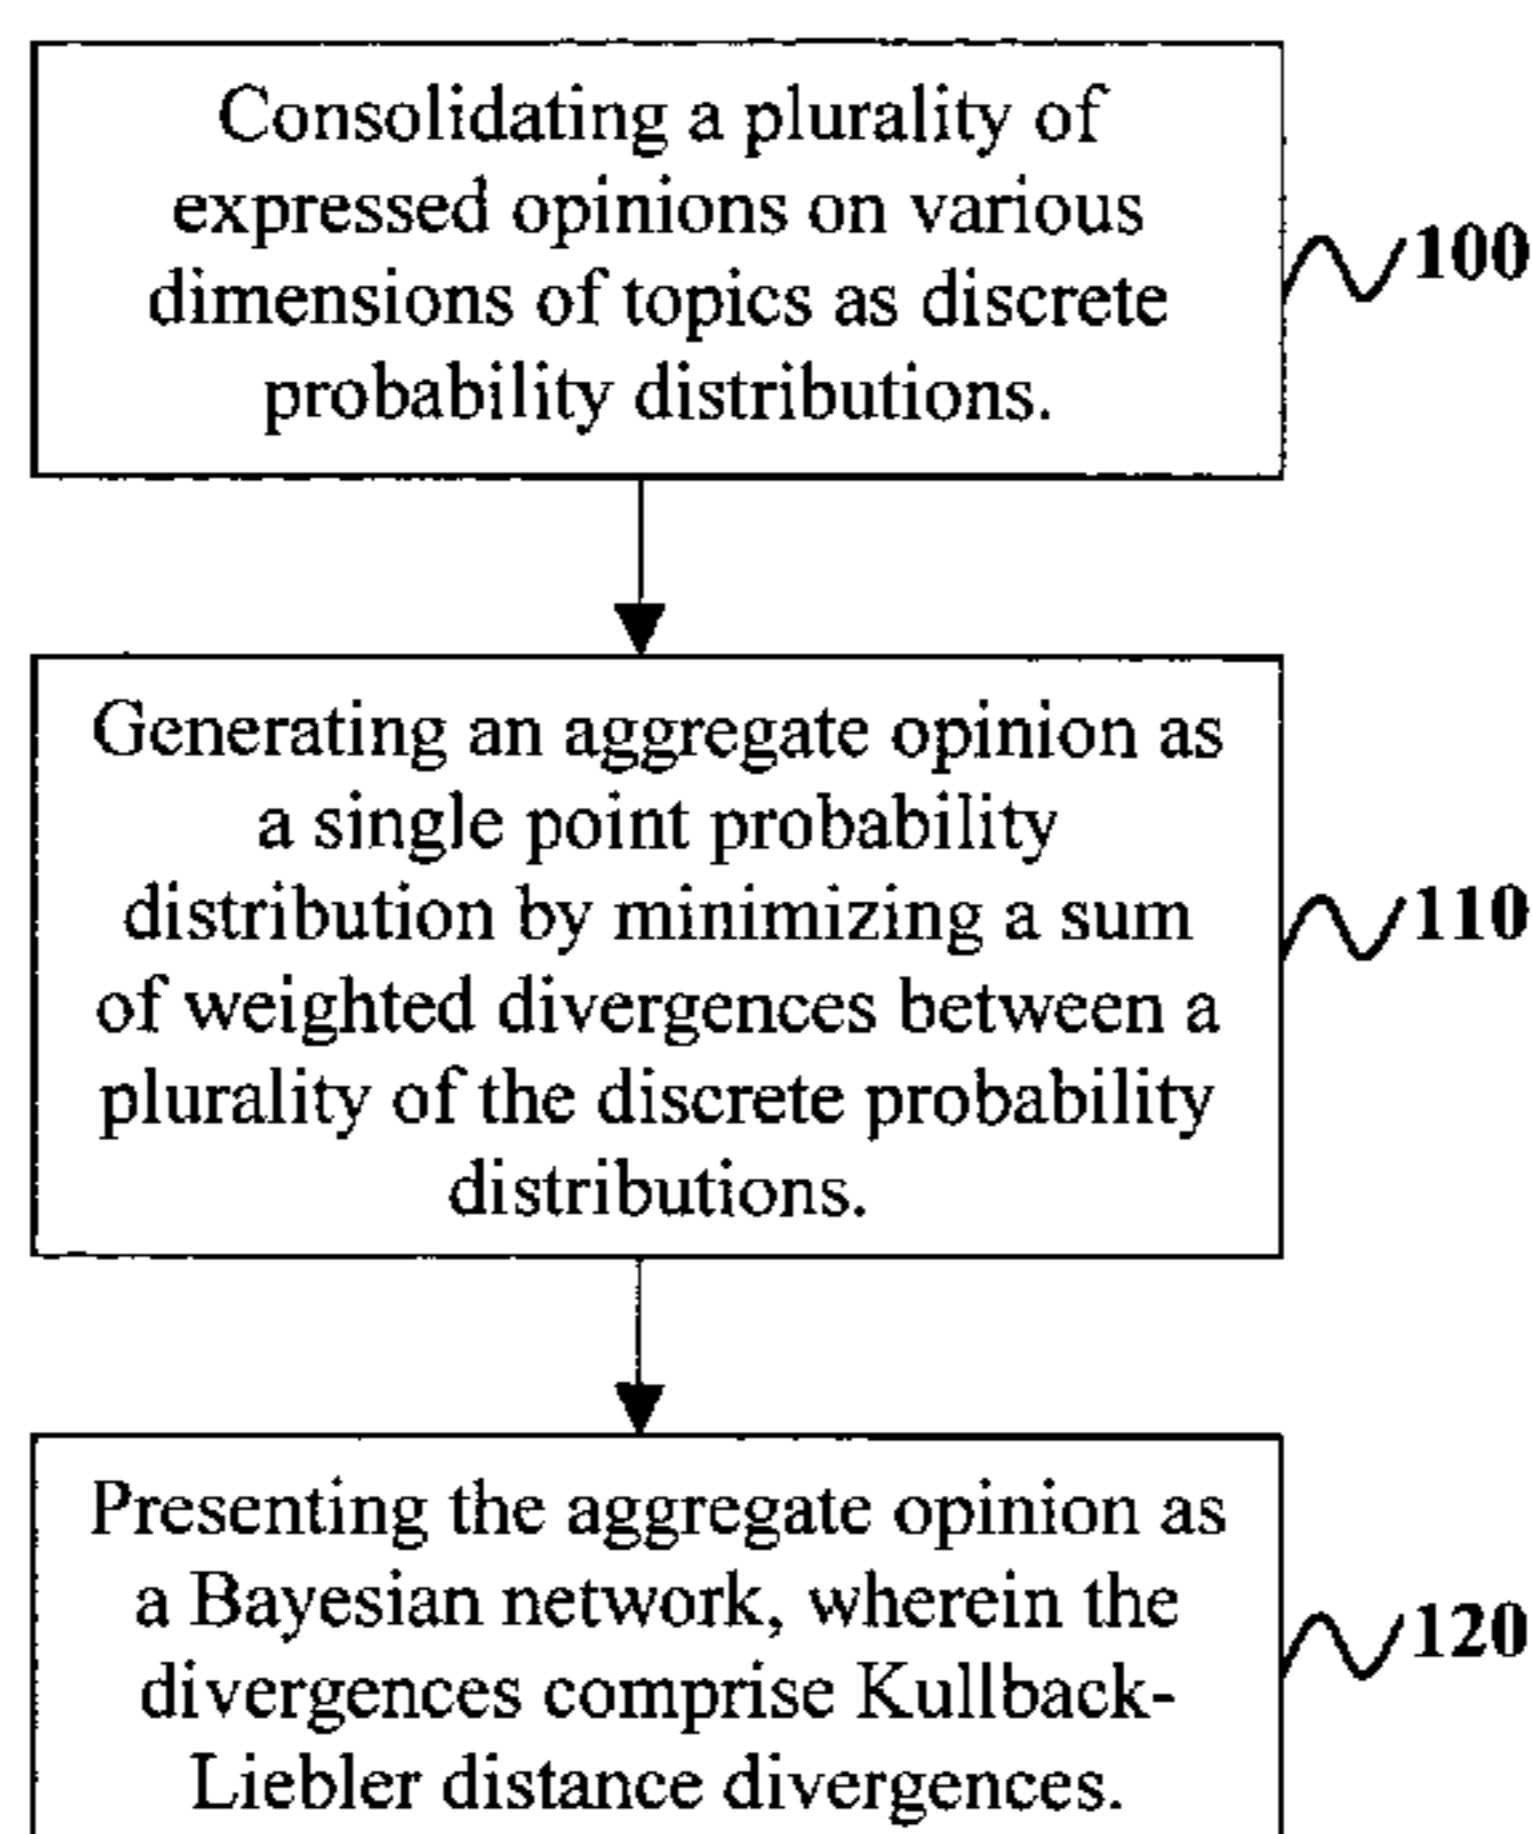 Consolidating a plurality of
expressed opinions on various
dimensions of topics as discrete
probability distributions.
100
Generating an aggregate opinion as
a single point probability
distribution by minimizing a sum
of weighted divergences between a
plurality of the discrete probability
distributions.
110
Presenting the aggregate opinion as
a Bayesian network, wherein the
divergences comprise Kullback-
Liebler distance divergences.
120